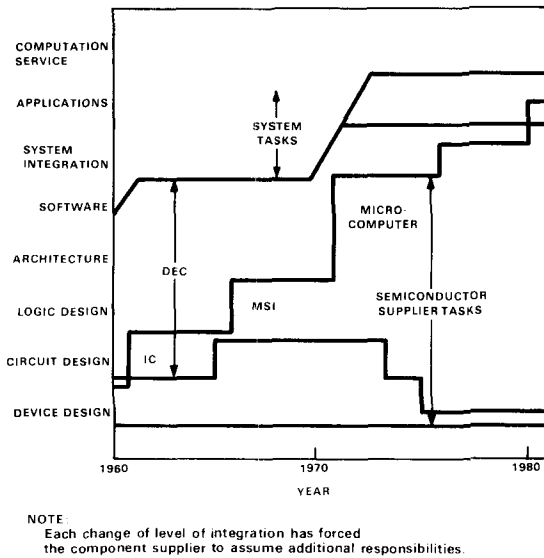 COMPUTATION
SERVICE
APPLICATIONS
SYSTEM
INTEGRATION
SOFTWARE
ARCHITECTURE
LOGIC DESIGN
CIRCUIT DESIGN
DEVICE DESIGN
SYSTEM
TASKS
MICRO-
COMPUTER
DEC
MSI
SEMICONDUCTOR
SUPPLIER TASKS
IC
1960
1970
1980
YEAR
NOTE:
Each change of level of integration has forced
the component supplier to assume additional responsibilities.